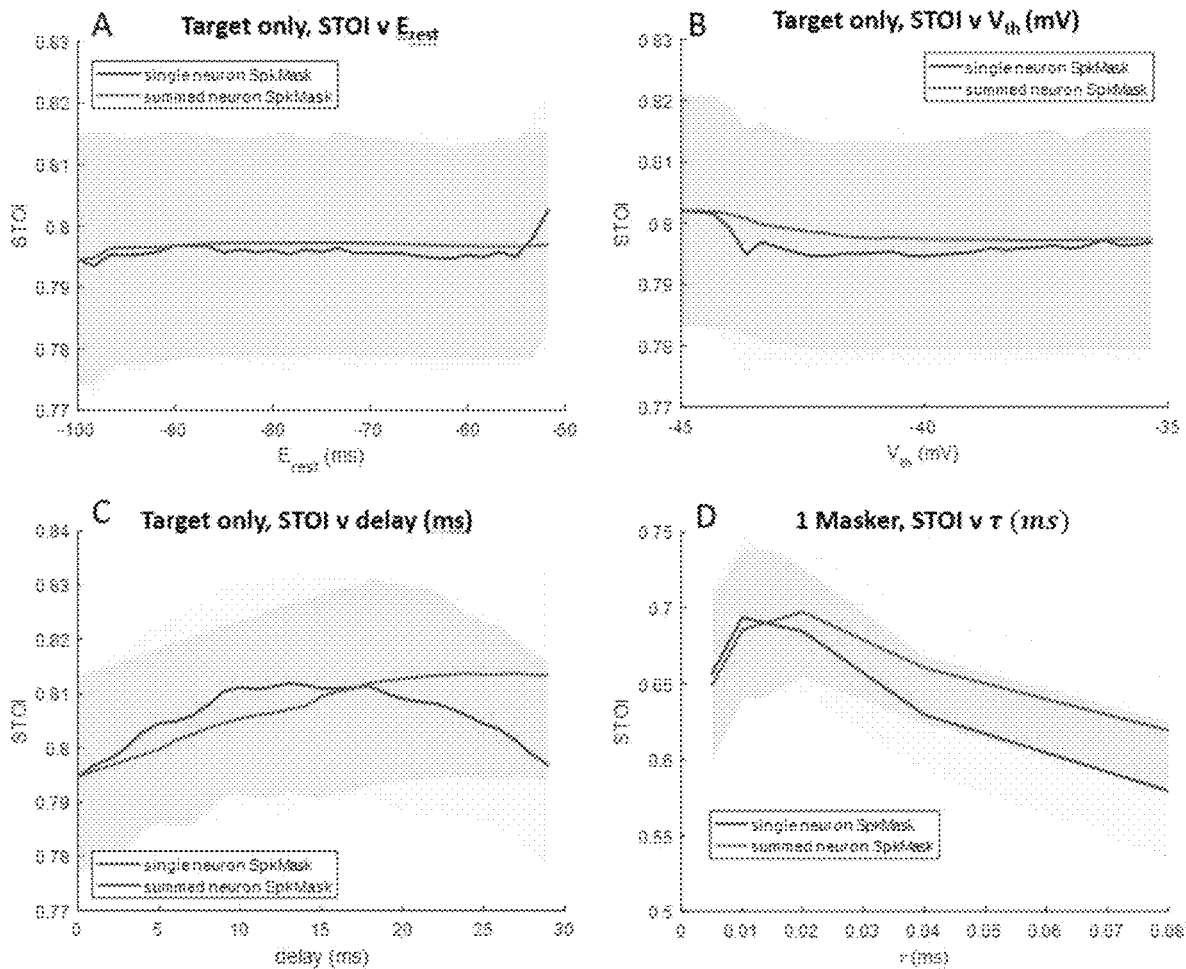 A Target only, STOI v E_rest
0.83
0.82
0.81
0.8
0.79
0.78
0.77
STOI
single neuron SpkMask
summed neuron SpkMask
-100
-90
-80
-70
-60
-50
E_rest (ms)
B Target only, STOI v V_th (mV)
0.83
0.82
0.81
0.8
0.79
0.78
0.77
STOI
single neuron SpkMask
summed neuron SpkMask
-45
-40
-35
V_th (mV)
C Target only, STOI v delay (ms)
0.84
0.83
0.82
0.81
0.8
0.79
0.78
0.77
STOI
single neuron SpkMask
summed neuron SpkMask
0
5
10
15
20
25
30
delay (ms)
D 1 Masker, STOI v τ (ms)
0.75
0.7
0.65
0.6
0.55
0.5
STOI
single neuron SpkMask
summed neuron SpkMask
0
0.01
0.02
0.03
0.04
0.05
0.06
0.07
0.08
τ (ms)